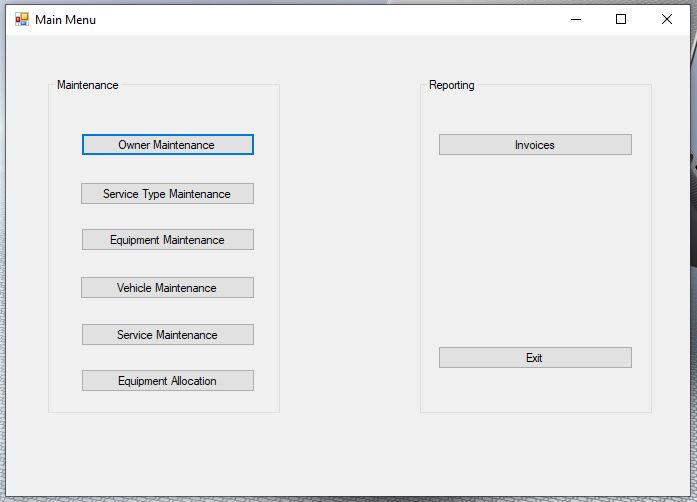 Main Menu
Maintenance
Owner Maintenance
Service Type Maintenance
Equipment Maintenance
Vehicle Maintenance
Service Maintenance
Equipment Allocation
Reporting
Invoices
Exit